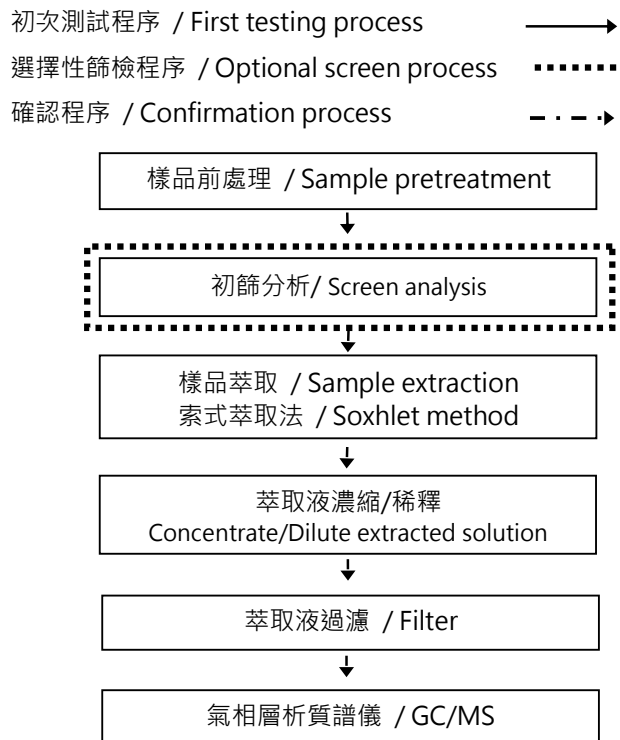 初次測試程序 / First testing process
選擇性篩檢程序 / Optional screen process
確認程序 / Confirmation process
樣品前處理 / Sample pretreatment
初篩分析/ Screen analysis
樣品萃取 / Sample extraction
索式萃取法 / Soxhlet method
萃取液濃縮/稀釋
Concentrate/Dilute extracted solution
萃取液過濾 / Filter
氣相層析質譜儀 / GC/MS